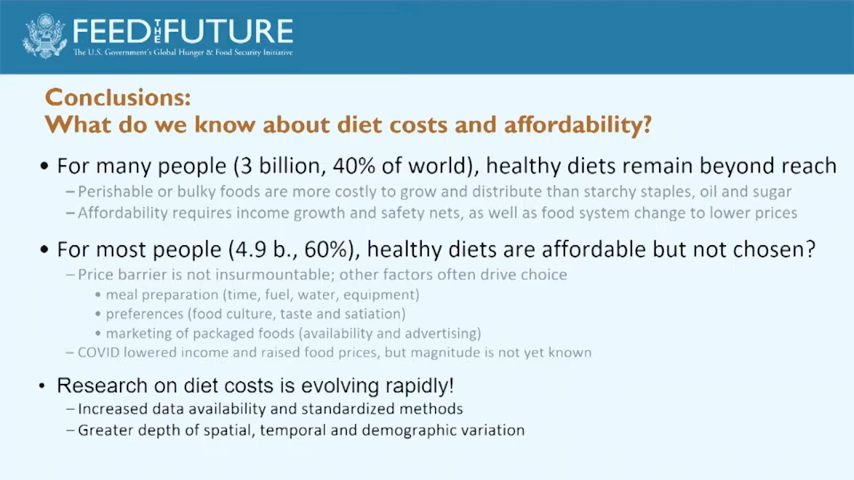 FEED THE FUTURE
The U.S. Government's Global Hunger & Food Security Initiative
Conclusions:
What do we know about diet costs and affordability?
• For many people (3 billion, 40% of world), healthy diets remain beyond reach
– Perishable or bulky foods are more costly to grow and distribute than starchy staples, oil and sugar
– Affordability requires income growth and safety nets, as well as food system change to lower prices
• For most people (4.9 b., 60%), healthy diets are affordable but not chosen?
– Price barrier is not insurmountable; other factors often drive choice
• meal preparation (time, fuel, water, equipment)
• preferences (food culture, taste and satiation)
• marketing of packaged foods (availability and advertising)
– COVID lowered income and raised food prices, but magnitude is not yet known
• Research on diet costs is evolving rapidly!
– Increased data availability and standardized methods
– Greater depth of spatial, temporal and demographic variation